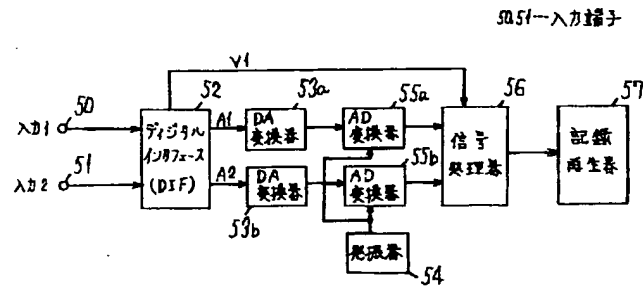 50,51--入力端子
V1
50
52
53a
55a
56
57
入力1
ディジタル
インタフェース
(DIF)
A1
DA
変換器
AD
変換器
信号
処理器
記録
再生器
51
入力2
A2
DA
変換器
AD
変換器
55b
53b
発振器
54